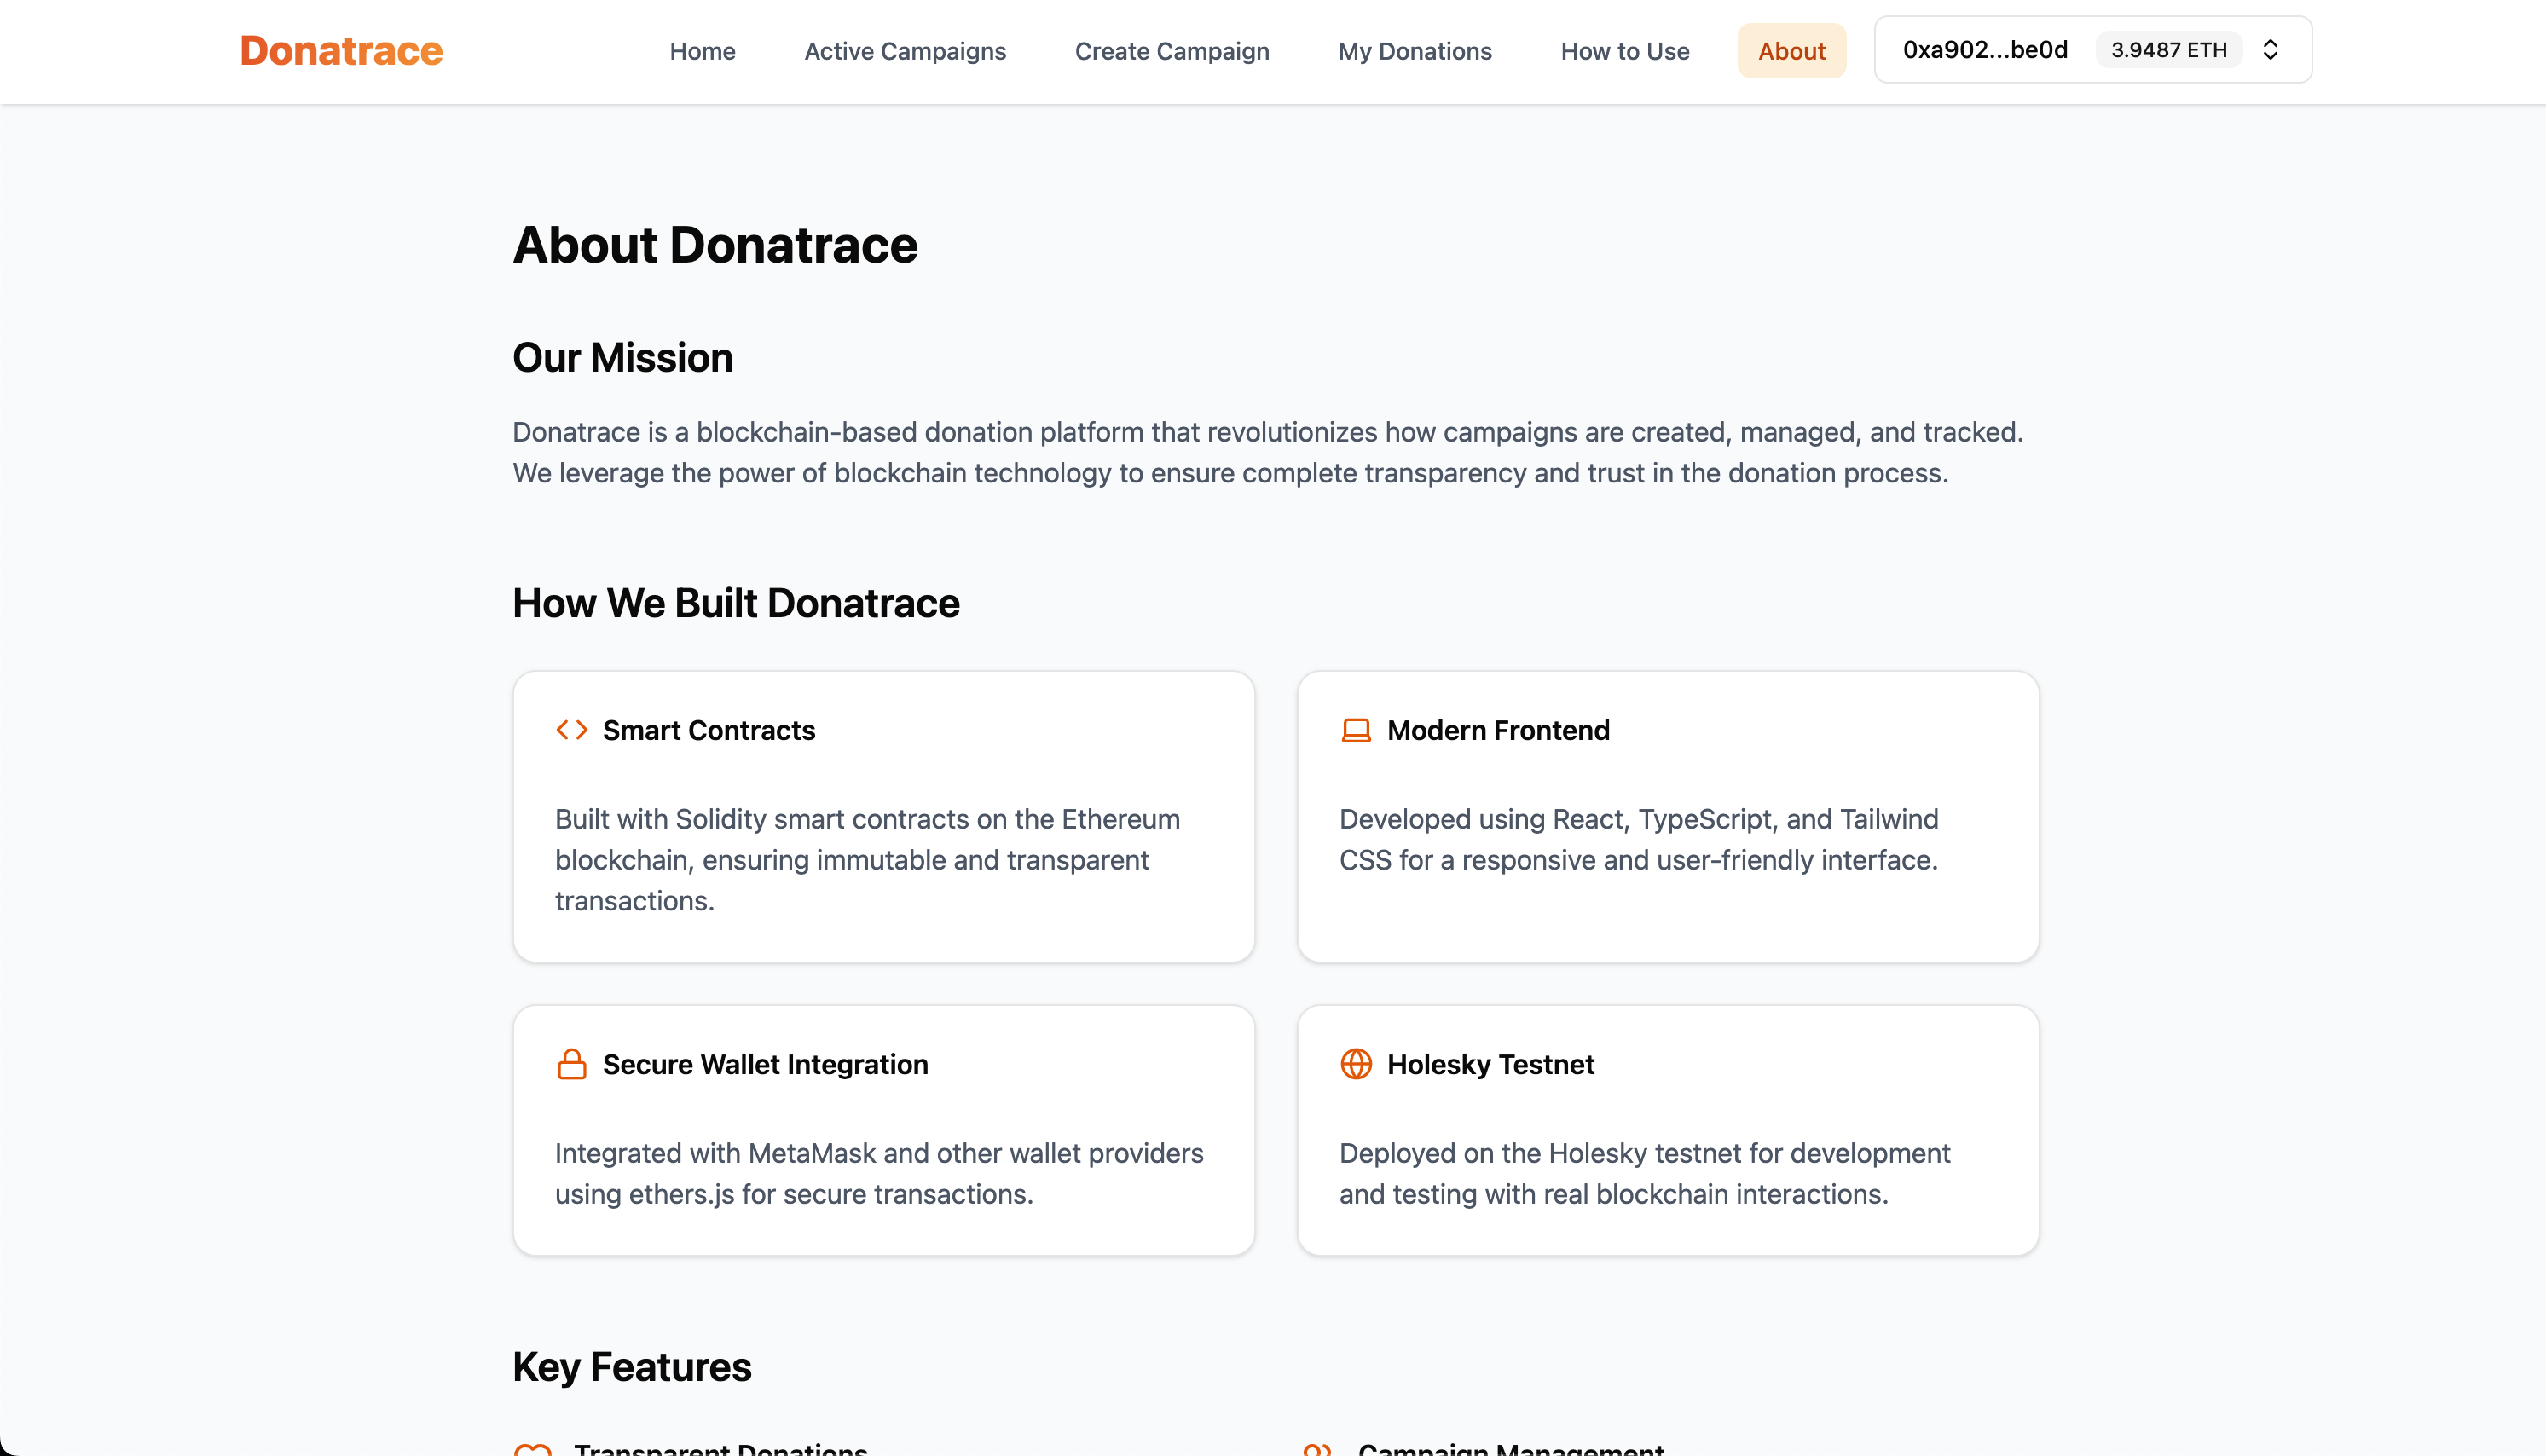 Donatrace
Home
Active Campaigns
Create Campaign
My Donations
How to Use
About
0xa902...be0d
3.9487 ETH
About Donatrace
Our Mission
Donatrace is a blockchain-based donation platform that revolutionizes how campaigns are created, managed, and tracked.
We leverage the power of blockchain technology to ensure complete transparency and trust in the donation process.
How We Built Donatrace
Smart Contracts
Built with Solidity smart contracts on the Ethereum
blockchain, ensuring immutable and transparent
transactions.
Modern Frontend
Developed using React, TypeScript, and Tailwind
CSS for a responsive and user-friendly interface.
Secure Wallet Integration
Integrated with MetaMask and other wallet providers
using ethers.js for secure transactions.
Holesky Testnet
Deployed on the Holesky testnet for development
and testing with real blockchain interactions.
Key Features
Transparent Donations
Campaign Management